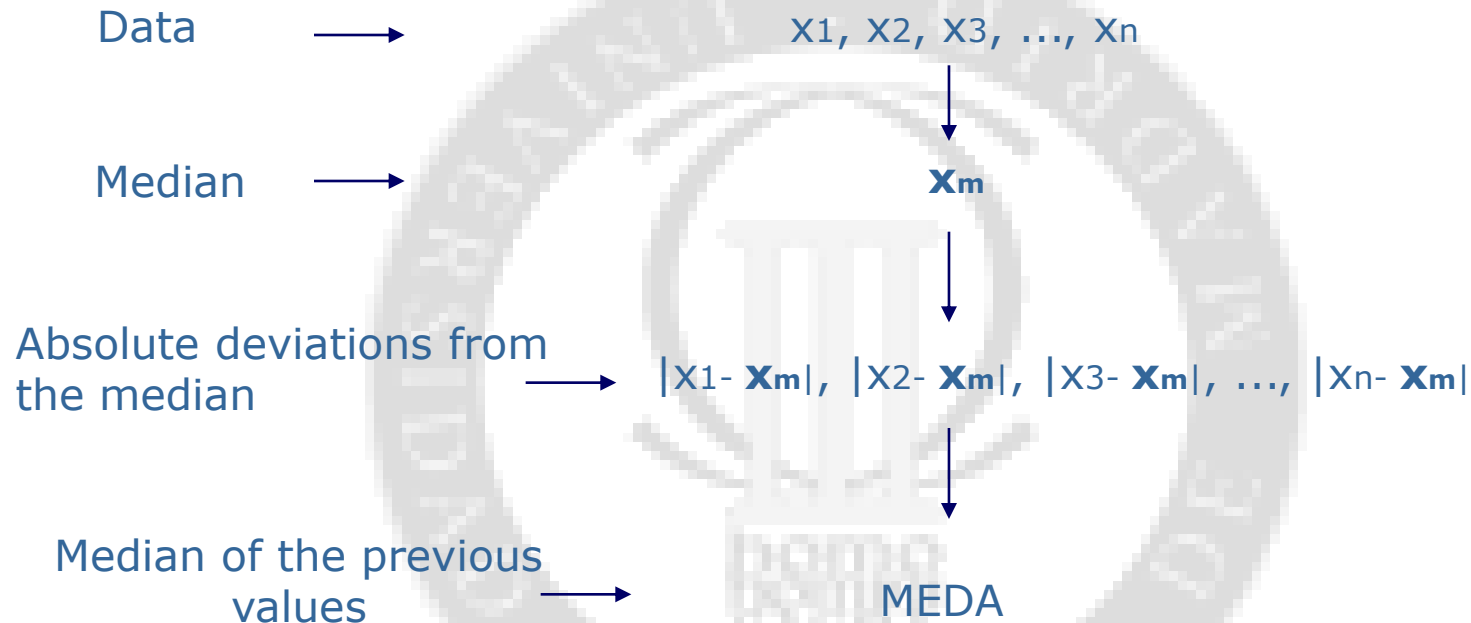 Data x1, x2, x3, ..., xn
Median xm
Absolute deviations from
the median |x1- xm|, |x2- xm|, |x3- xm|, ..., |xn- xm|
Median of the previous
values MEDA